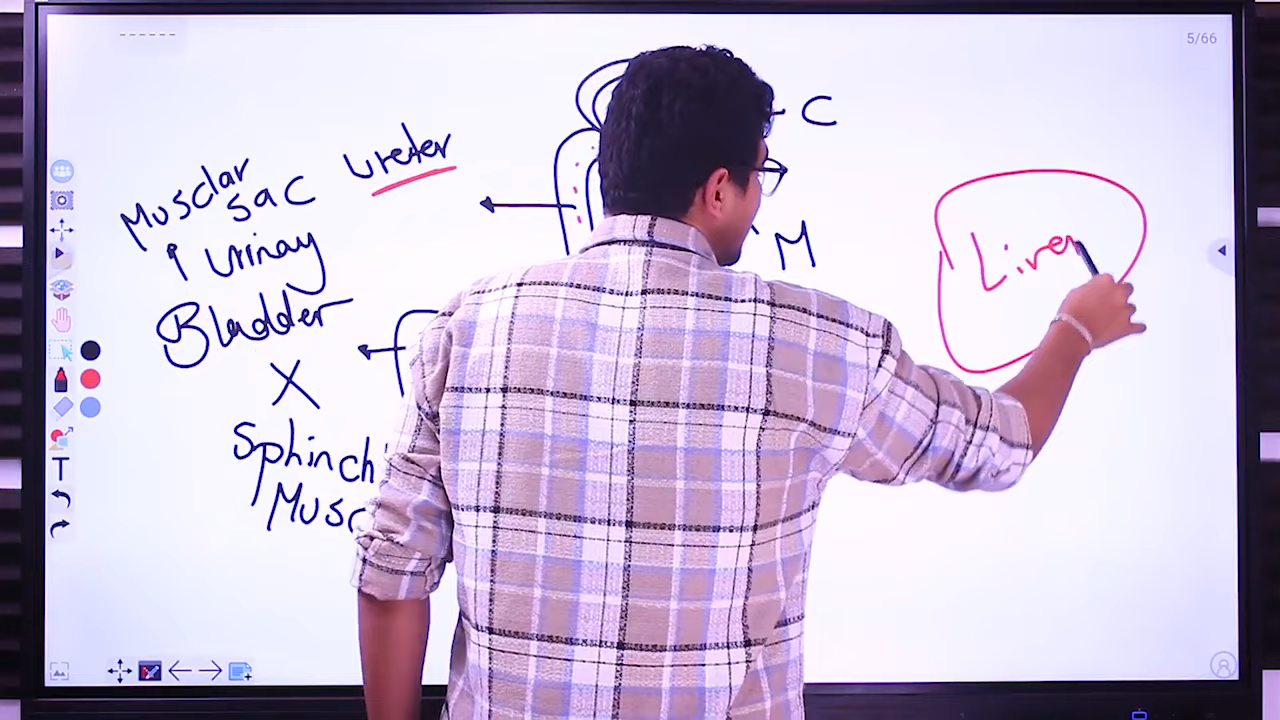 5/66
Ureter
C
Musclar
sac
Urinay
Bladder
M
Liver
X
Sphinch
Musc
T